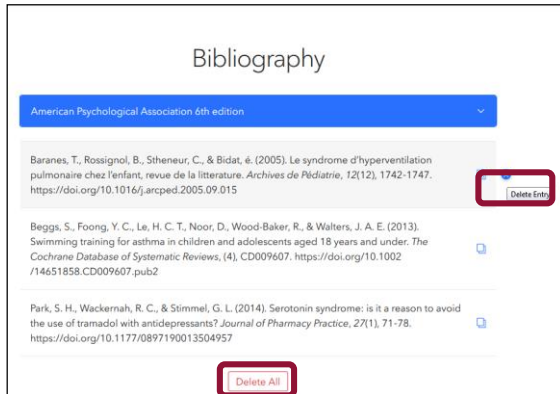 Bibliography
American Psychological Association 6th edition
Baranes, T., Rossignol, B., Stheneur, C., & Bidat, é. (2005). Le syndrome d'hyperventilation
pulmonaire chez l'enfant, revue de la litterature. Archives de Pédiatrie, 12(12), 1742-1747.
https://doi.org/10.1016/j.arcped.2005.09.015
Delete Entry
Beggs, S., Foong, Y. C., Le, H. C. T., Noor, D., Wood-Baker, R., & Walters, J. A. E. (2013).
Swimming training for asthma in children and adolescents aged 18 years and under. The
Cochrane Database of Systematic Reviews, (4), CD009607. https://doi.org/10.1002
/14651858.CD009607.pub2
Park, S. H., Wackernah, R. C., & Stimmel, G. L. (2014). Serotonin syndrome: is it a reason to avoid
the use of tramadol with antidepressants? Journal of Pharmacy Practice, 27(1), 71-78.
https://doi.org/10.1177/0897190013504957
Delete All